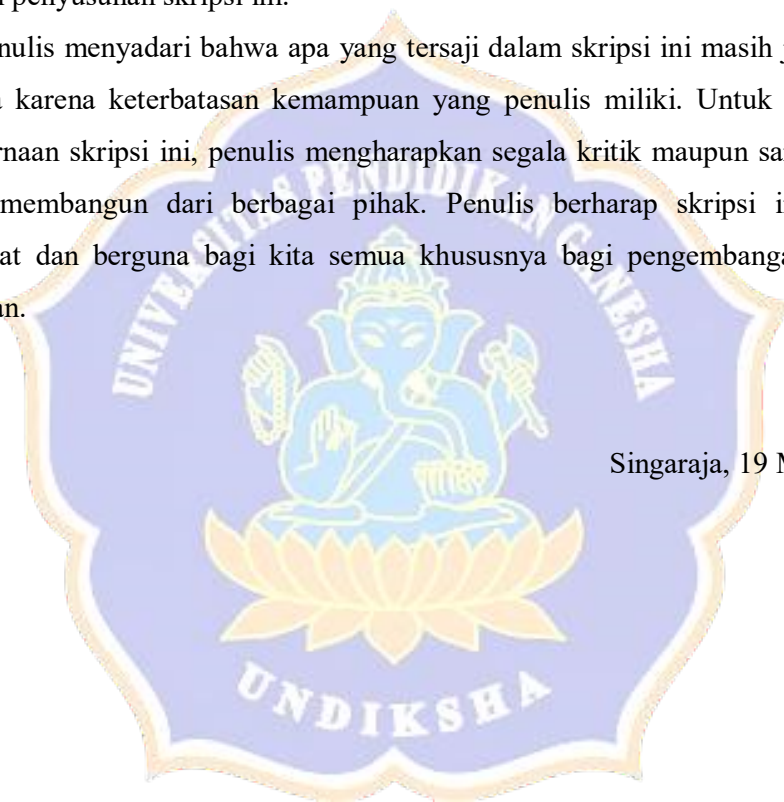 penyusunan skripsi ini.
nulis menyadari bahwa apa yang tersaji dalam skripsi ini masih
karena keterbatasan kemampuan yang penulis miliki. Untuk
rnaan skripsi ini, penulis mengharapkan segala kritik maupun sa
membangun dari berbagai pihak. Penulis berharap skripsi i
at dan berguna bagi kita semua khususnya bagi pengembanga
an.
UNIVERSITAS PENDIDIKAN GANESHA
Singaraja, 19 M
UNDIKSHA